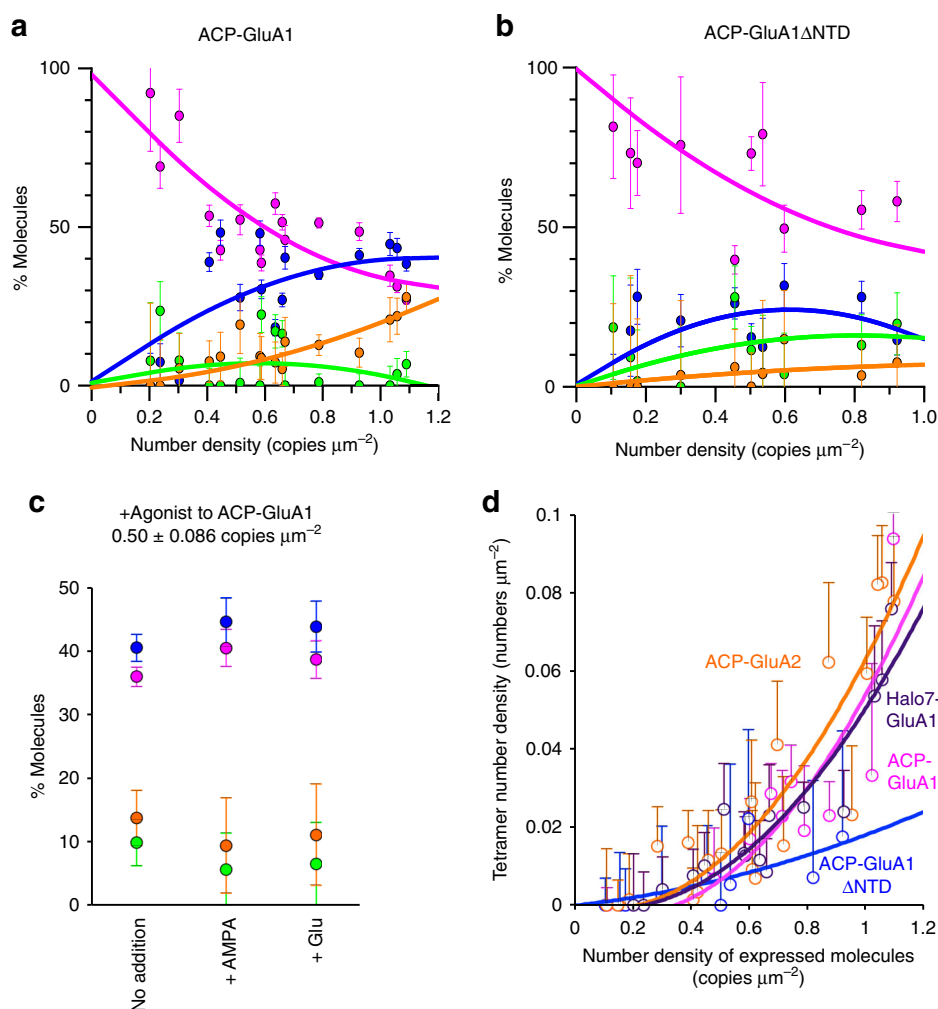 a
ACP-GluA1
100
50
0
% Molecules
0 0.2 0.4 0.6 0.8 1.0 1.2
Number density (copies µm⁻²)
b
ACP-GluA1ΔNTD
100
50
0
% Molecules
0 0.2 0.4 0.6 0.8 1.0
Number density (copies µm⁻²)
c
+Agonist to ACP-GluA1
0.50 ± 0.086 copies µm⁻²
50
40
30
20
10
0
% Molecules
No addition
+ AMPA
+ Glu
d
0.1
0.08
0.06
0.04
0.02
0
Tetramer number density (numbers µm⁻²)
ACP-GluA2
Halo7-
GluA1
ACP-
GluA1
ACP-GluA1
ΔNTD
0 0.2 0.4 0.6 0.8 1.0 1.2
Number density of expressed molecules
(copies µm⁻²)